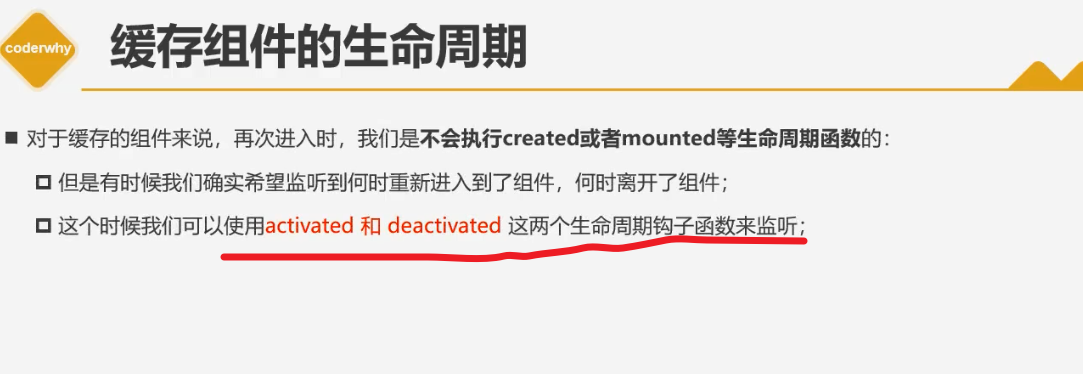 coderwhy
缓存组件的生命周期
对于缓存的组件来说，再次进入时，我们是不会执行created或者mounted等生命周期函数的：
但是有时候我们确实希望监听到何时重新进入到了组件，何时离开了组件；
这个时候我们可以使用activated 和 deactivated 这两个生命周期钩子函数来监听；